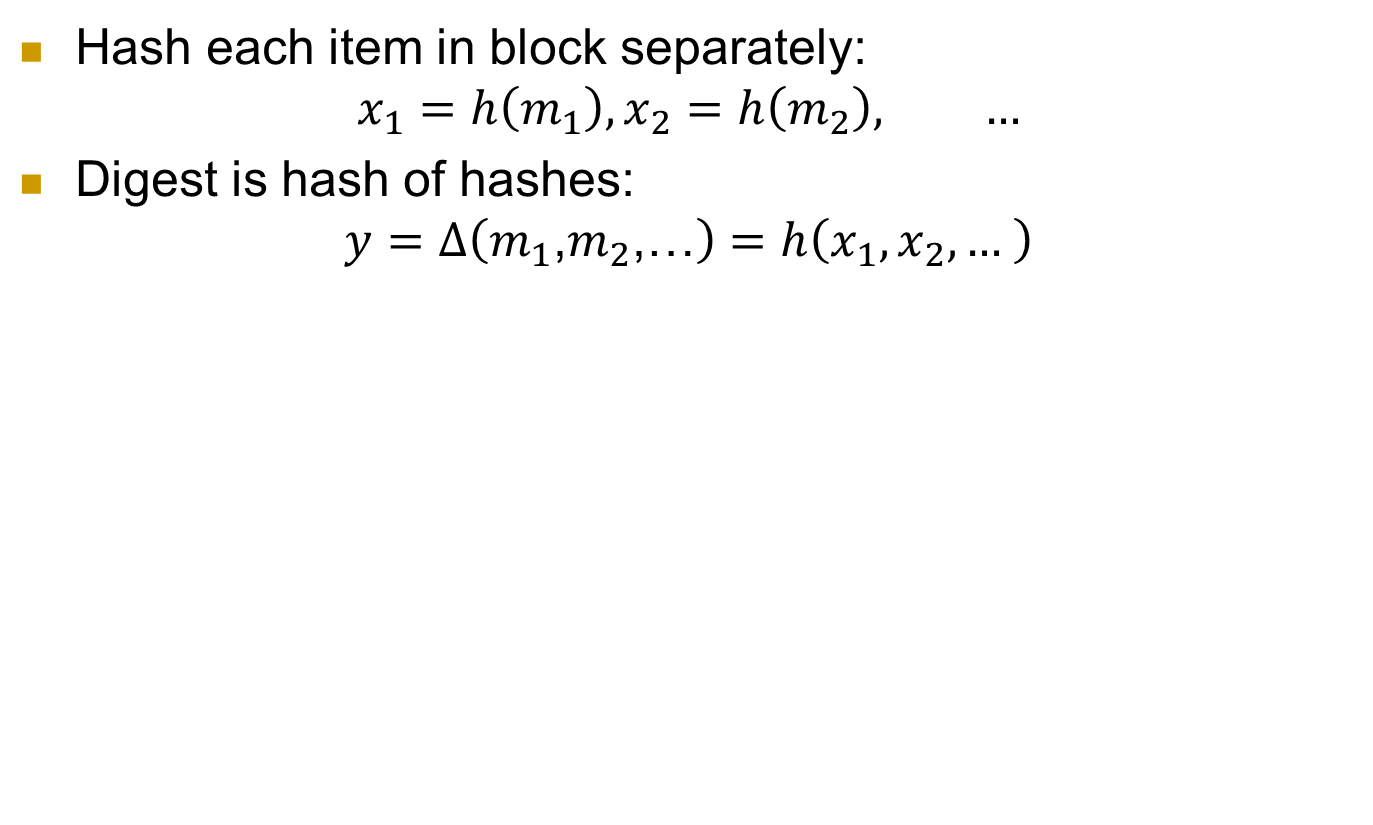 ■ Hash each item in block separately:
𝑥₁ = ℎ(𝑚₁), 𝑥₂ = ℎ(𝑚₂), …
■ Digest is hash of hashes:
𝑦 = Δ(𝑚₁,𝑚₂,…) = ℎ(𝑥₁, 𝑥₂, … )